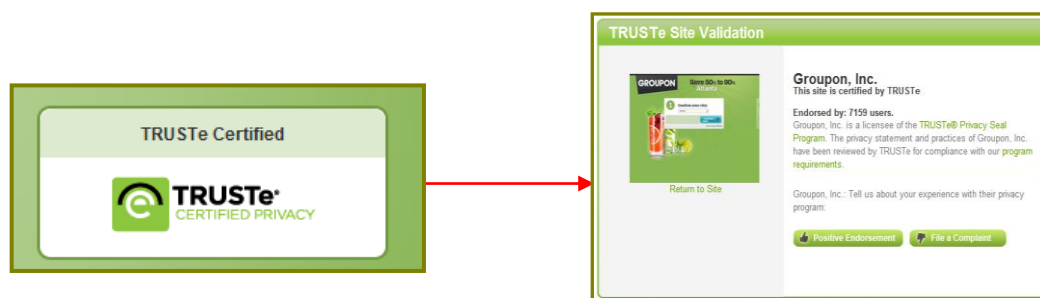 TRUSTe Certified
TRUSTe
CERTIFIED PRIVACY
TRUSTe Site Validation
GROUPON
Save 50% to 90%
Atlanta
1
Return to Site
Groupon, Inc.
This site is certified by TRUSTe
Endorsed by: 7159 users.
Groupon, Inc. is a licensee of the TRUSTe® Privacy Seal
Program. The privacy statement and practices of Groupon, Inc.
have been reviewed by TRUSTe for compliance with our program
requirements.
Groupon, Inc.: Tell us about your experience with their privacy
program:
Positive Endorsement
File a Complaint